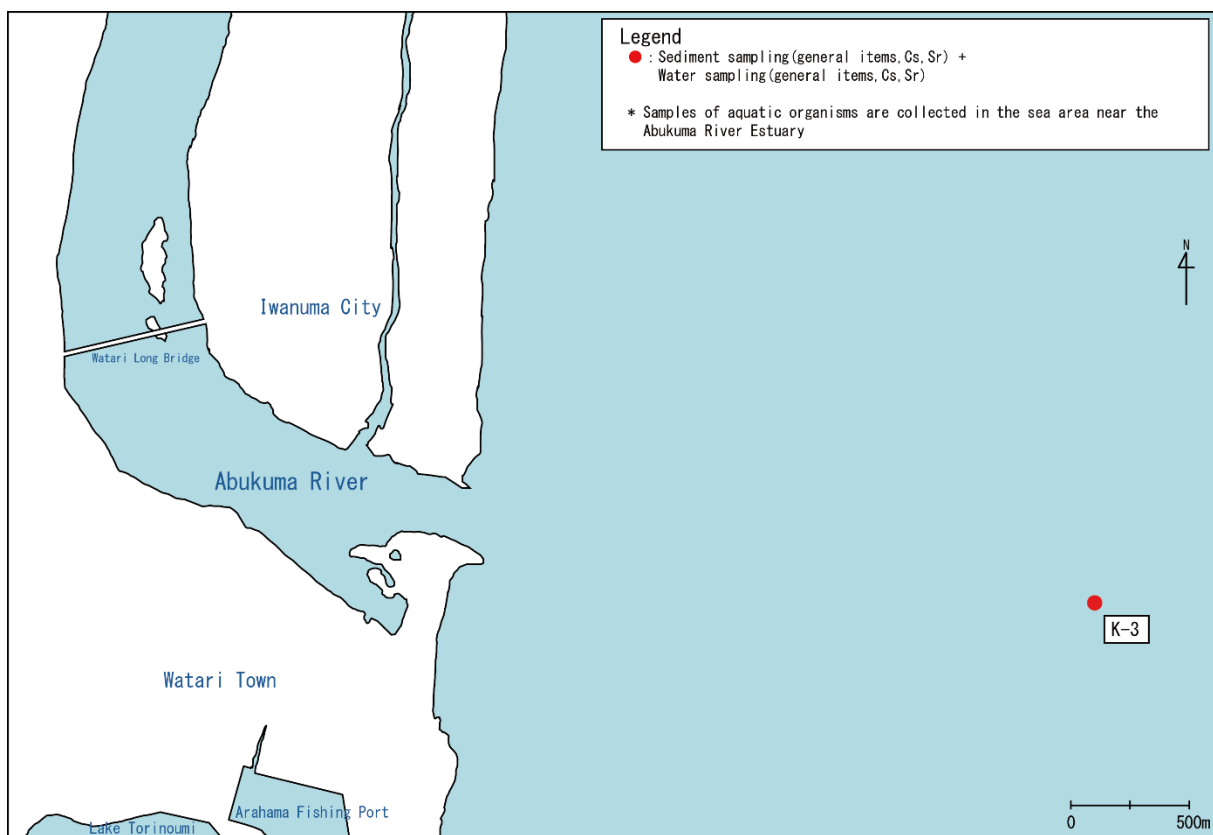 Legend
● : Sediment sampling(general items,Cs,Sr) +
Water sampling(general items,Cs,Sr)
* Samples of aquatic organisms are collected in the sea area near the
Abukuma River Estuary
N
Iwanuma City
Watari Long Bridge
Abukuma River
K-3
Watari Town
Arahama Fishing Port
Lake Torinoumi
0 500m